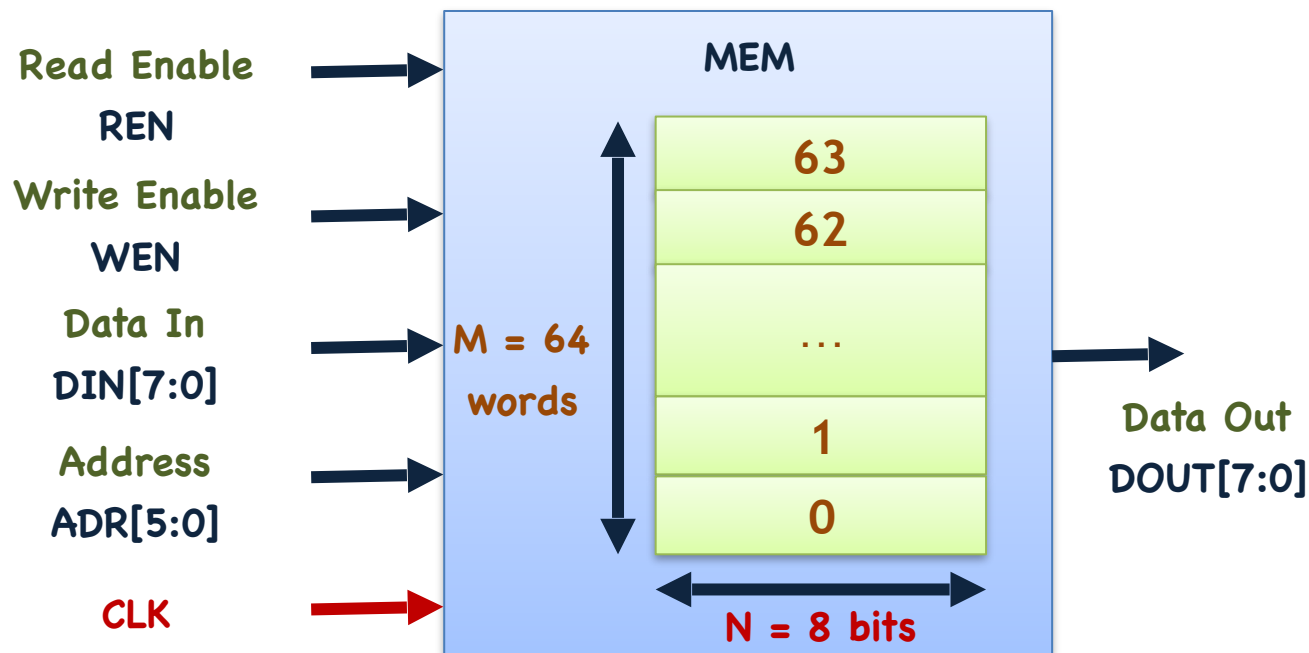 Read Enable
REN
Write Enable
WEN
Data In
DIN[7:0]
Address
ADR[5:0]
CLK
MEM
M = 64
words
63
62
...
1
0
N = 8 bits
Data Out
DOUT[7:0]